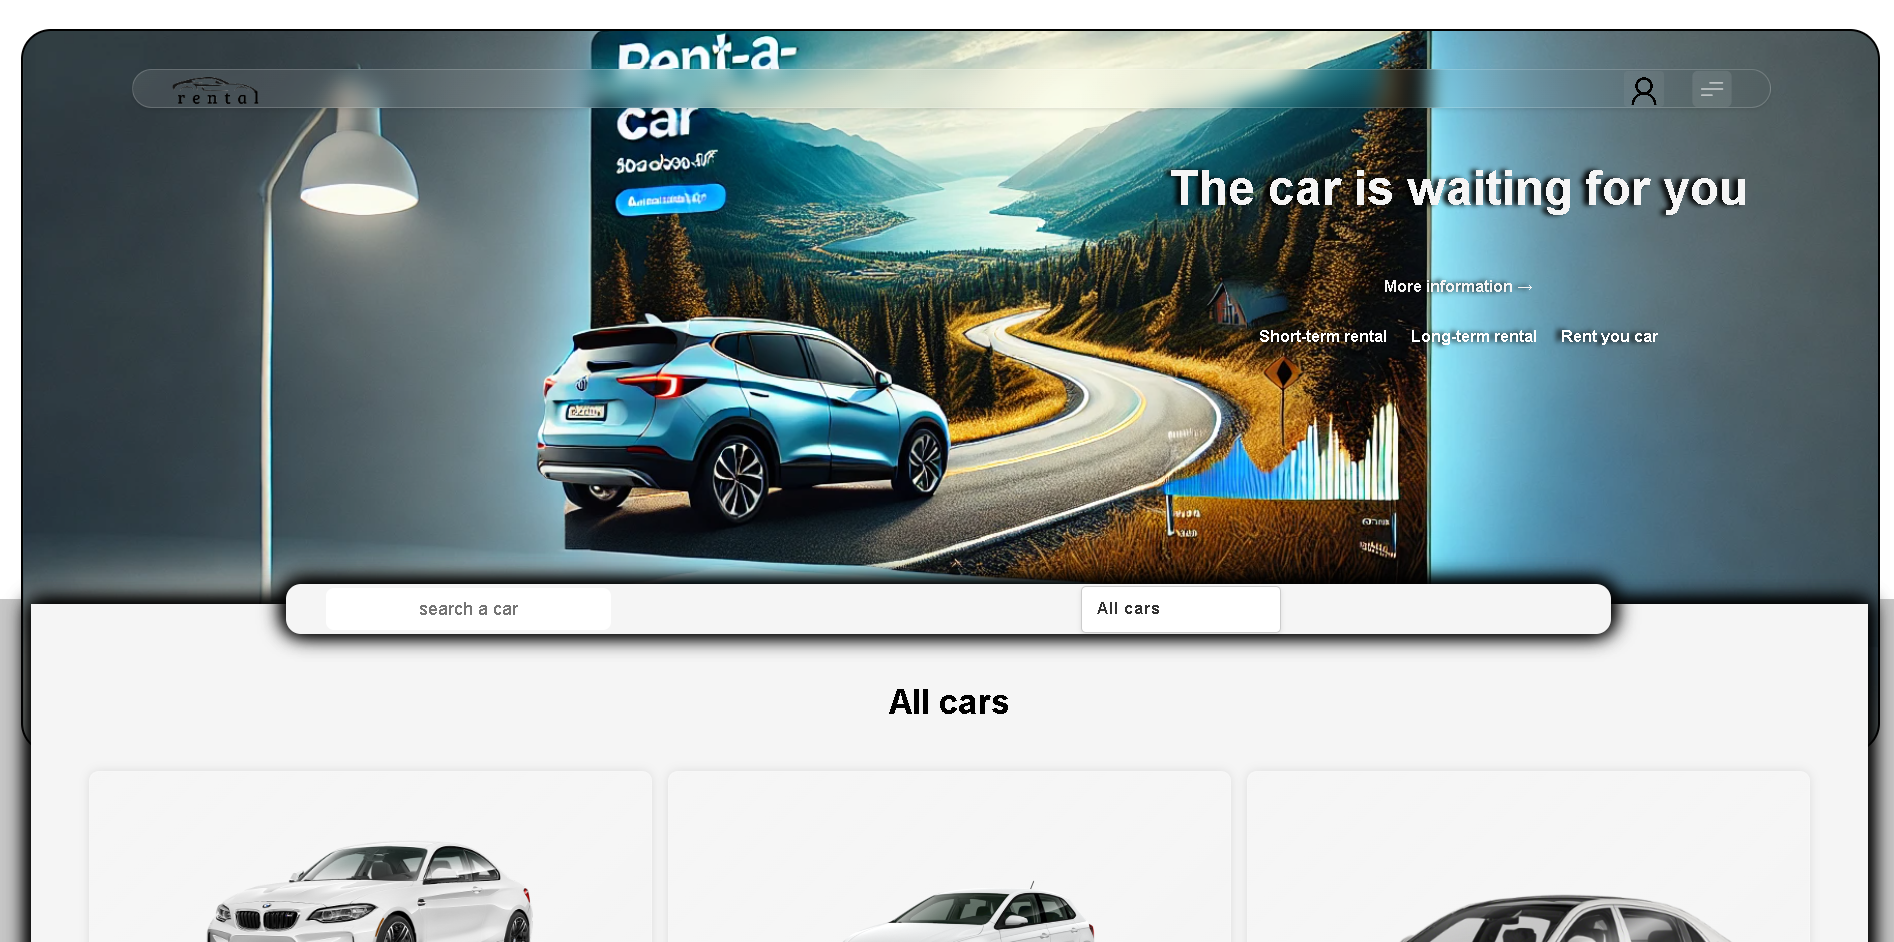 Rent-a-
rental
car
The car is waiting for you
More information →
Short-term rental Long-term rental Rent you car
search a car
All cars
All cars